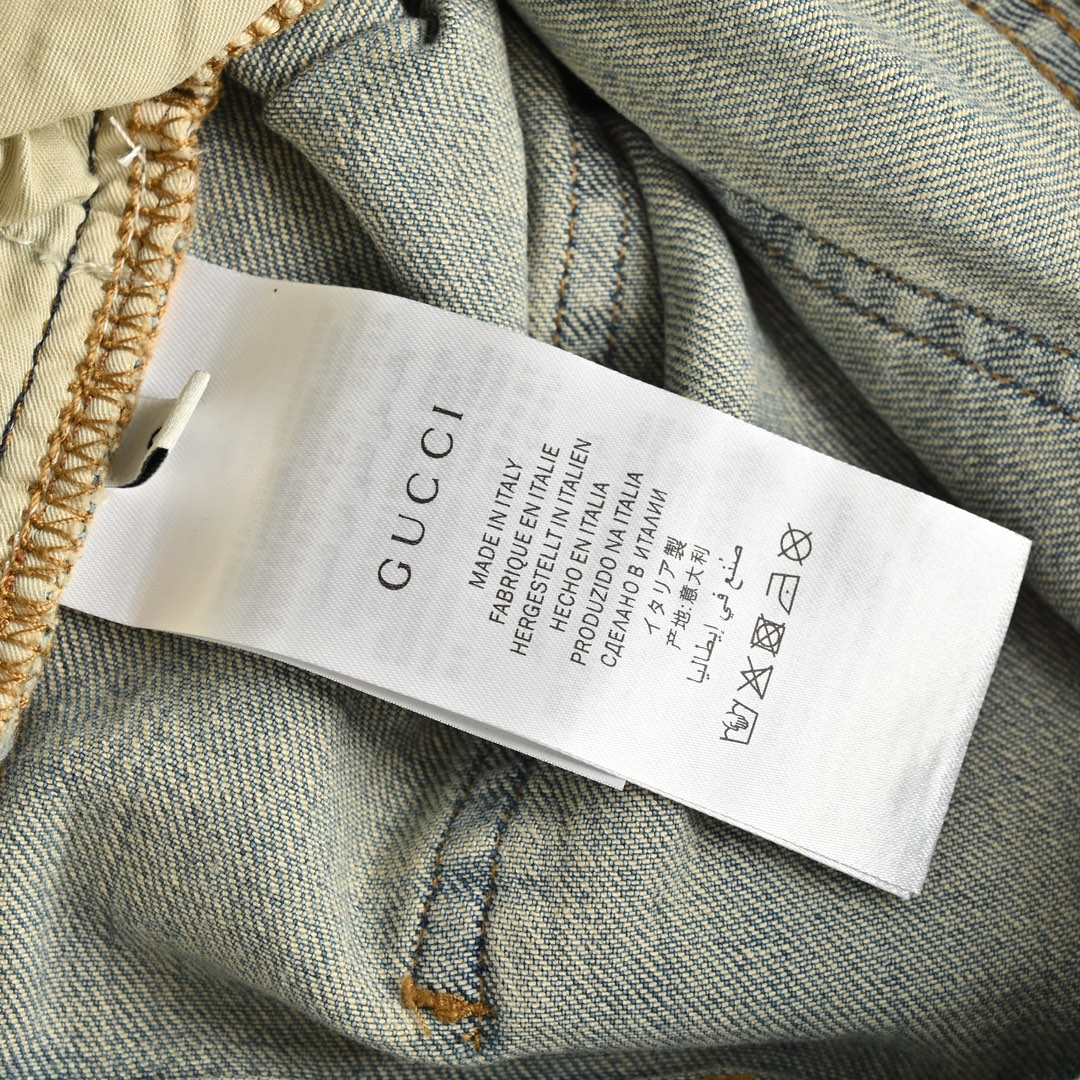 GUCCI
MADE IN ITALY
FABRIQUE EN ITALIE
HERGESTELLT IN ITALIEN
HECHO EN ITALIA
PRODUZIDO NA ITALIA
СДЕЛАНО В ИТАЛИИ
イタリア製
产地:意大利
صنع في إيطاليا